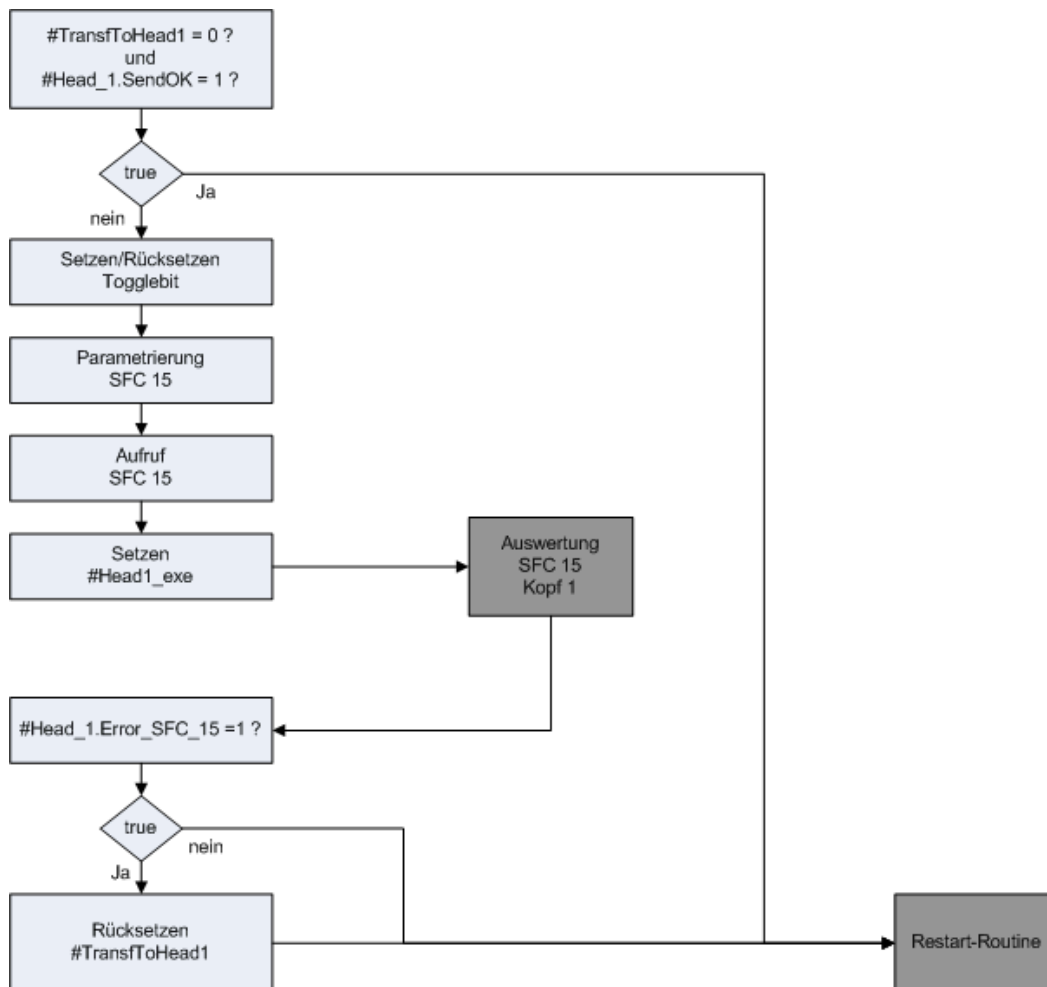 #TransfToHead1 = 0 ?
und
#Head_1.SendOK = 1 ?
true
Ja
nein
Setzen/Rücksetzen
Togglebit
Parametrierung
SFC 15
Aufruf
SFC 15
Setzen
#Head1_exe
Auswertung
SFC 15
Kopf 1
#Head_1.Error_SFC_15 =1 ?
true
nein
Ja
Rücksetzen
#TransfToHead1
Restart-Routine